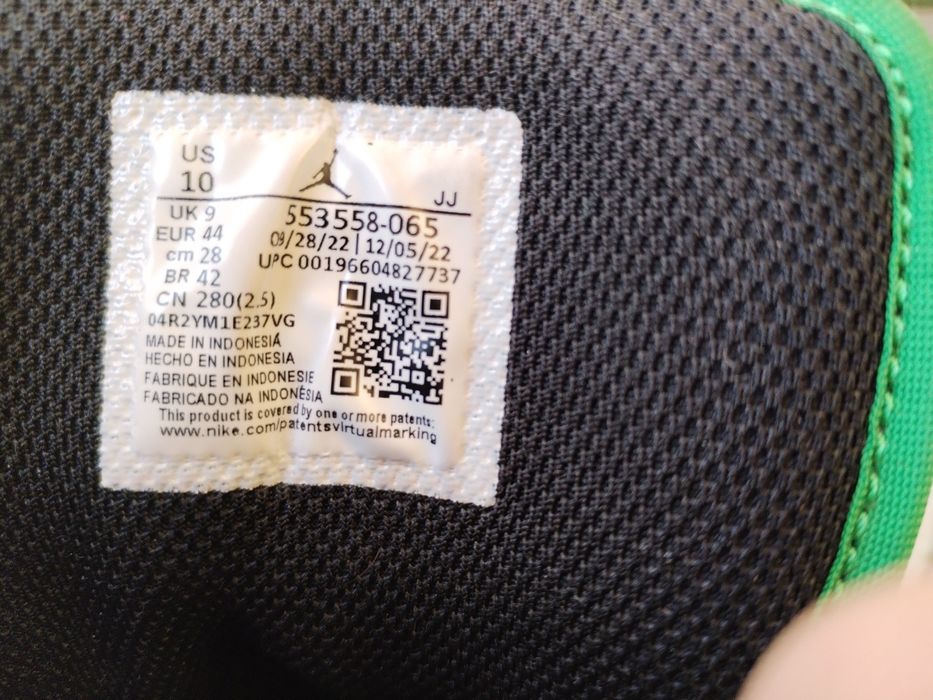 US
10
JJ
UK 9
EUR 44
cm 28
BR 42
CN 280(2.5)
553558-065
09/28/22 | 12/05/22
UPC 00196604827737
04R2YM1E237VG
MADE IN INDONESIA
HECHO EN INDONESIA
FABRIQUE EN INDONESIE
FABRICADO NA INDONÉSIA
This product is covered by one or more patents:
www.nike.com/patentsvirtualmarking